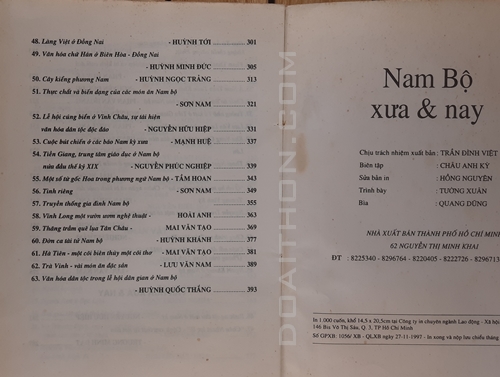 48. Làng Việt ở Đồng Nai - HUỲNH TỚI 301
49. Văn hóa chữ Hán ở Biên Hòa - Đồng Nai
- HUỲNH MINH ĐỨC 305
50. Cây kiểng phương Nam - HUỲNH NGỌC TRẢNG 313
51. Thực chất và biến dạng của các món ăn Nam bộ
- SƠN NAM 321
52. Lễ hội cúng biển ở Vĩnh Châu, sự tái hiện
văn hóa dân tộc độc đáo - NGUYỄN HỮU HIỆP 331
53. Cuộc bút chiến ở các báo Nam kỳ xưa - MẠNH HUỆ 337
54. Tiền Giang, trung tâm giáo dục ở Nam bộ
nửa đầu thế kỷ XIX - NGUYỄN PHÚC NGHIỆP 339
55. Một số từ gốc Hoa trong phương ngữ Nam bộ - TÂM HOAN 343
56. Tính riêng - SƠN NAM 349
57. Truyền thống gia đình Nam bộ 355
58. Vĩnh Long một vườn ươm nghệ thuật - HOÀI ANH 363
59. Thăng trầm quê lụa Tân Châu - MAI VĂN TẠO 369
60. Đờn ca tài tử Nam bộ - HUỲNH KHÁNH 377
61. Hà Tiên - một cõi biên thùy một cõi thơ - MAI VĂN TẠO 381
62. Trà Vinh - vài món ăn đặc sản - LƯU VĂN NAM 389
63. Văn hóa dân tộc trong lễ hội dân gian ở Nam bộ
- HUỲNH QUỐC THẮNG 393
Nam Bộ
xưa & nay
Chịu trách nhiệm xuất bản : TRẦN ĐÌNH VIỆT
Biên tập : CHÂU ANH KỲ
Sửa bản in : HỒNG NGUYÊN
Trình bày : TƯỜNG XUÂN
Bìa : QUANG DŨNG
NHÀ XUẤT BẢN THÀNH PHỐ HỒ CHÍ MIN
62 NGUYỄN THỊ MINH KHAI
ĐT : 8225340 - 8296764 - 8220405 - 8222726 - 8296713
In 1.000 cuốn, khổ 14,5 x 20,5cm tại Công ty in chuyên ngành Lao động - Xã hội
146 Bis Võ Thị Sáu, Q. 3, TP Hồ Chí Minh
Số GPXB: 1056/ XB - QLXB ngày 27-11-1997 - In xong và nộp lưu chiểu tháng
DOAITHON.COM